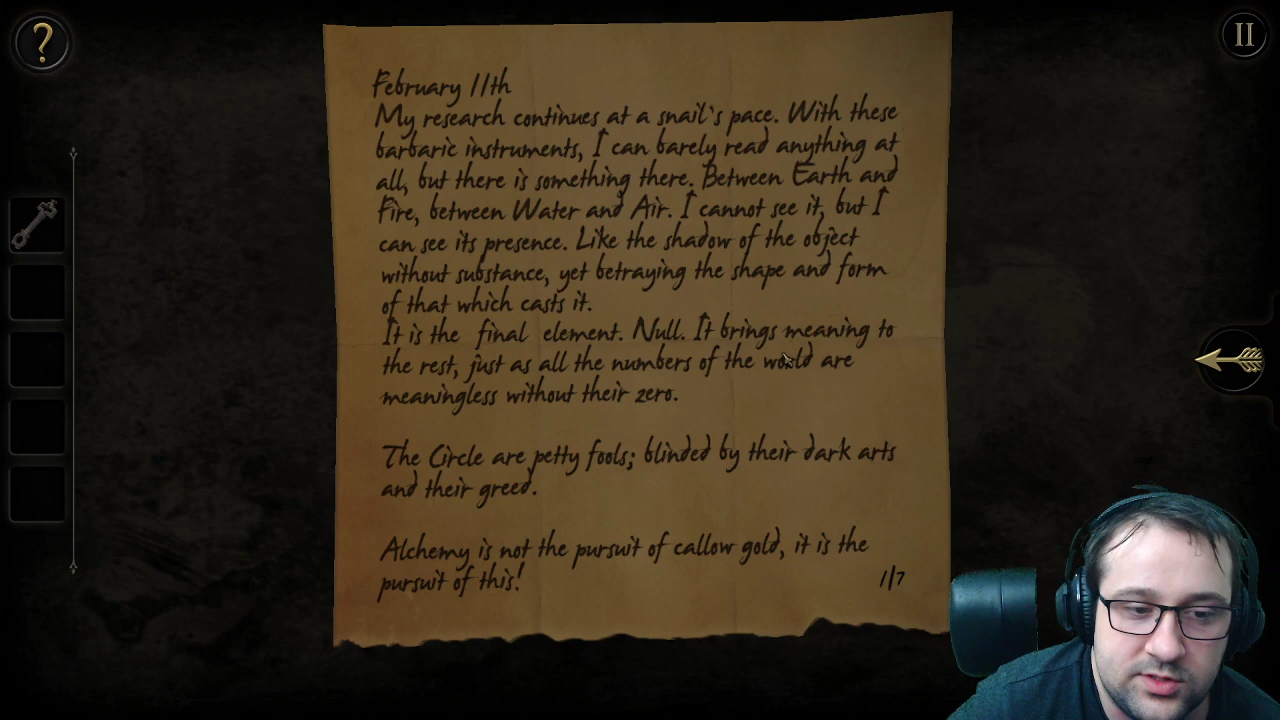 February 11th
My research continues at a snail's pace. With these
barbaric instruments, I can barely read anything at
all, but there is something there. Between Earth and
Fire, between Water and Air. I cannot see it, but I
can see its presence. Like the shadow of the object
without substance, yet betraying the shape and form
of that which casts it.
It is the final element. Null. It brings meaning to
the rest, just as all the numbers of the world are
meaningless without their zero.
The Circle are petty fools; blinded by their dark arts
and their greed.
Alchemy is not the pursuit of callow gold, it is the
pursuit of this!
1/7
?